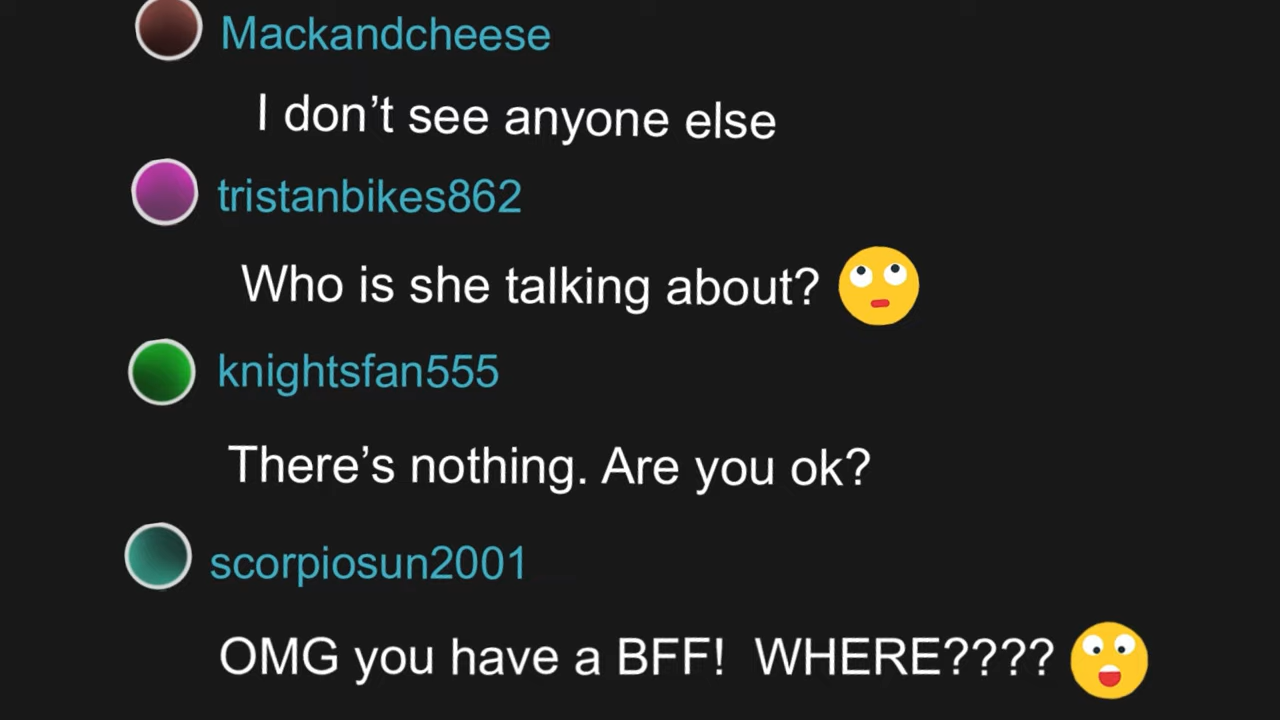 Mackandcheese
I don’t see anyone else
tristanbikes862
Who is she talking about? 🙄
knightsfan555
There’s nothing. Are you ok?
scorpiosun2001
OMG you have a BFF!  WHERE???? 😲